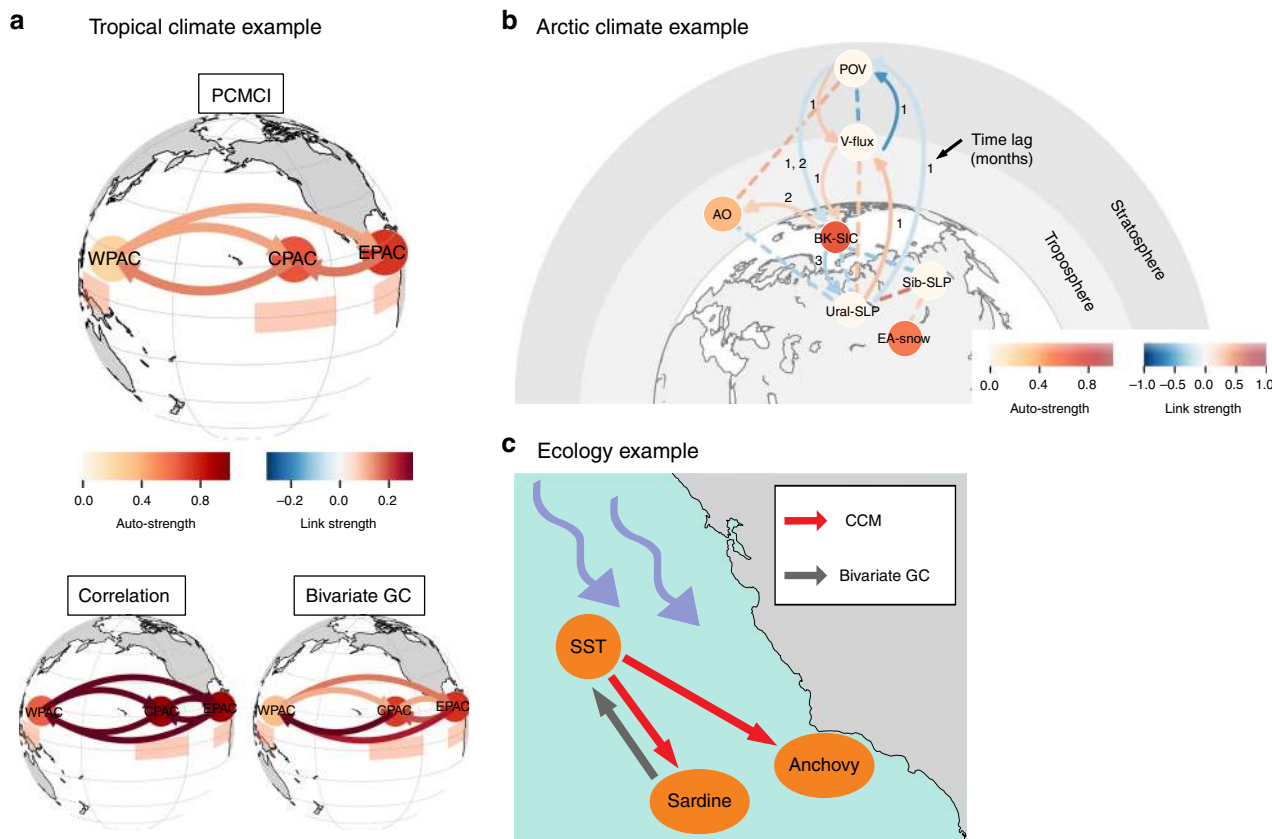 a
Tropical climate example
PCMCI
WPAC
CPAC
EPAC
0.0 0.4 0.8
Auto-strength
−0.2 0.0 0.2
Link strength
Correlation
WPAC
CPAC
EPAC
Bivariate GC
WPAC
CPAC
EPAC
b
Arctic climate example
POV
1
1
V-flux
Time lag
(months)
1, 2
1
1
2
1
AO
BK-SIC
3
Sib-SLP
Ural-SLP
EA-snow
Stratosphere
Troposphere
0.0 0.4 0.8
Auto-strength
−1.0 −0.5 0.0 0.5 1.0
Link strength
c
Ecology example
CCM
Bivariate GC
SST
Anchovy
Sardine